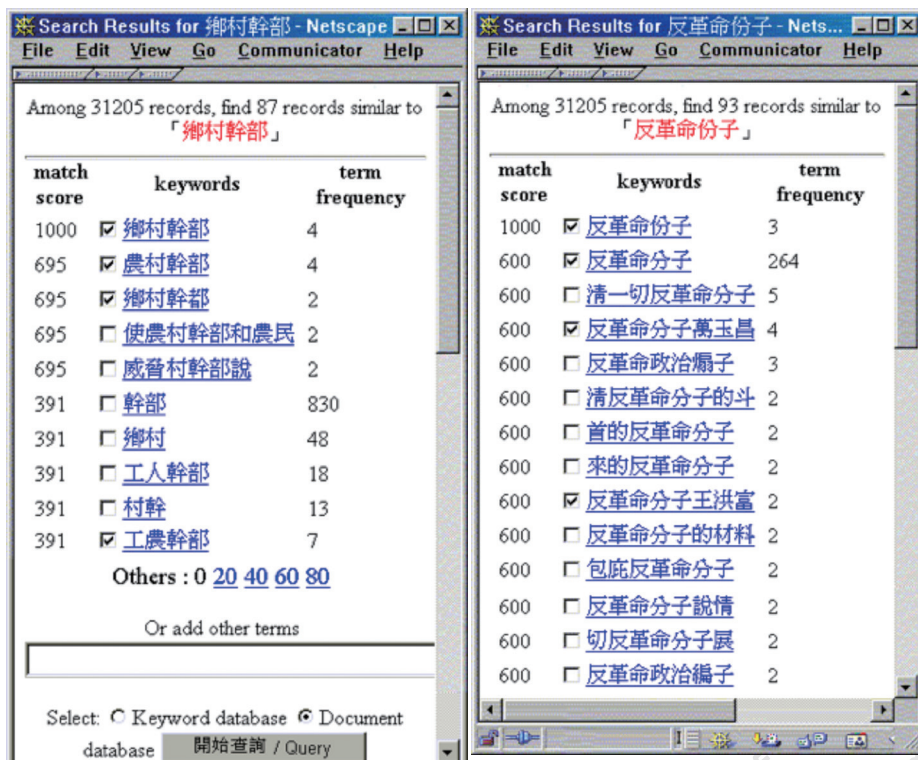 Search Results for 鄉村幹部 - Netscape
File Edit View Go Communicator Help
Among 31205 records, find 87 records similar to
「鄉村幹部」
match score keywords term frequency
1000 鄉村幹部 4
695 農村幹部 4
695 鄉村幹都 2
695 使農村幹部和農民 2
695 威脅村幹部說 2
391 幹部 830
391 鄉村 48
391 工人幹部 18
391 村幹 13
391 工農幹部 7
Others : 0 20 40 60 80
Or add other terms
Select: Keyword database Document
database 開始查詢 / Query
Search Results for 反革命份子 - Nets...
File Edit View Go Communicator Help
Among 31205 records, find 93 records similar to
「反革命份子」
match score keywords term frequency
1000 反革命份子 3
600 反革命分子 264
600 清一切反革命分子 5
600 反革命分子萬玉昌 4
600 反革命政治煽子 3
600 清反革命分子的斗 2
600 首的反革命分子 2
600 來的反革命分子 2
600 反革命分子王洪富 2
600 反革命分子的材料 2
600 包庇反革命分子 2
600 反革命分子說情 2
600 切反革命分子展 2
600 反革命政治編子 2